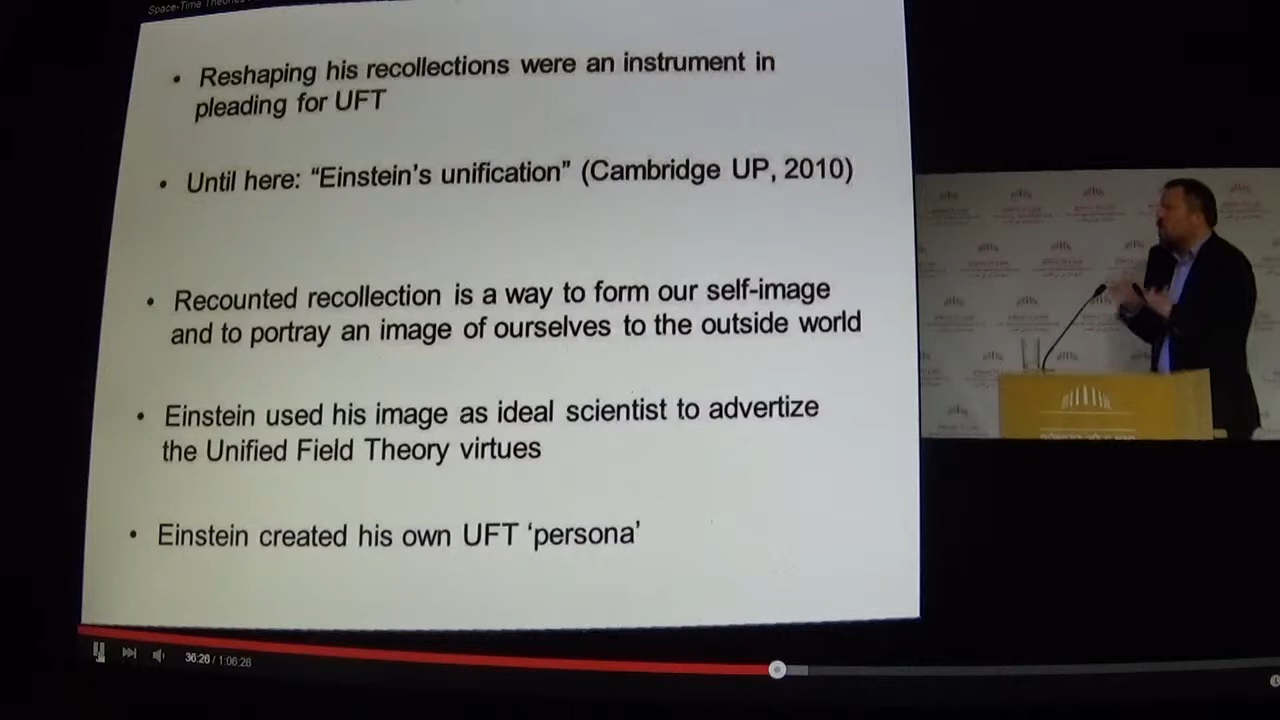 Space-Time Theories
• Reshaping his recollections were an instrument in
pleading for UFT
• Until here: “Einstein’s unification” (Cambridge UP, 2010)
• Recounted recollection is a way to form our self-image
and to portray an image of ourselves to the outside world
• Einstein used his image as ideal scientist to advertize
the Unified Field Theory virtues
• Einstein created his own UFT ‘persona’
36:26 / 1:06:26